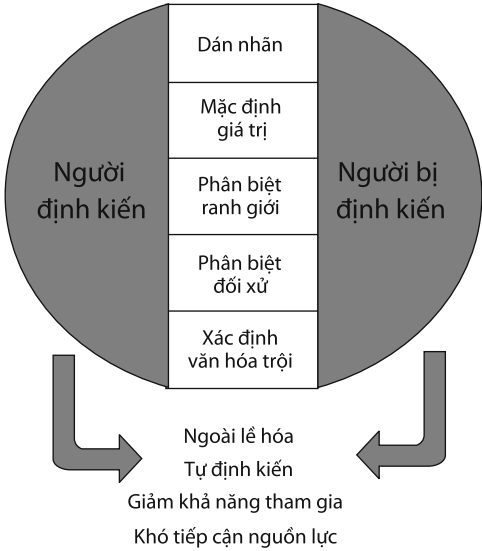 Dán nhãn
Mặc định
giá trị
Người
định kiến
Phân biệt
ranh giới
Người bị
định kiến
Phân biệt
đối xử
Xác định
văn hóa trội
Ngoài lề hóa
Tự định kiến
Giảm khả năng tham gia
Khó tiếp cận nguồn lực